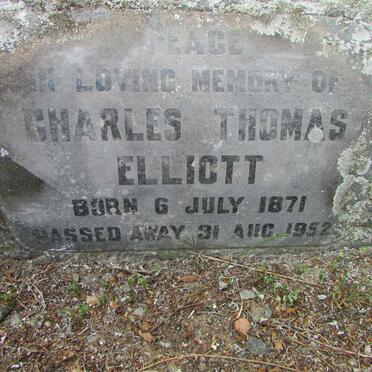 PEACE
IN LOVING MEMORY OF
CHARLES THOMAS
ELLIOTT
BORN 6 JULY 1871
PASSED AWAY 31 AUG. 1952